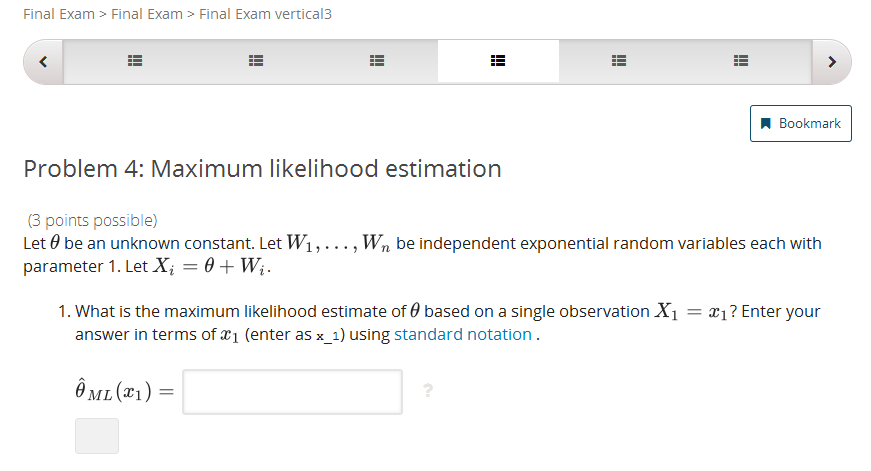 Final Exam > Final Exam > Final Exam vertical3
Bookmark
Problem 4: Maximum likelihood estimation
(3 points possible)
Let θ be an unknown constant. Let W₁, . . . , Wₙ be independent exponential random variables each with
parameter 1. Let Xᵢ = θ + Wᵢ.
1. What is the maximum likelihood estimate of θ based on a single observation X₁ = x₁? Enter your
answer in terms of x₁ (enter as x_1) using standard notation .
θ̂_ML(x₁) =
?